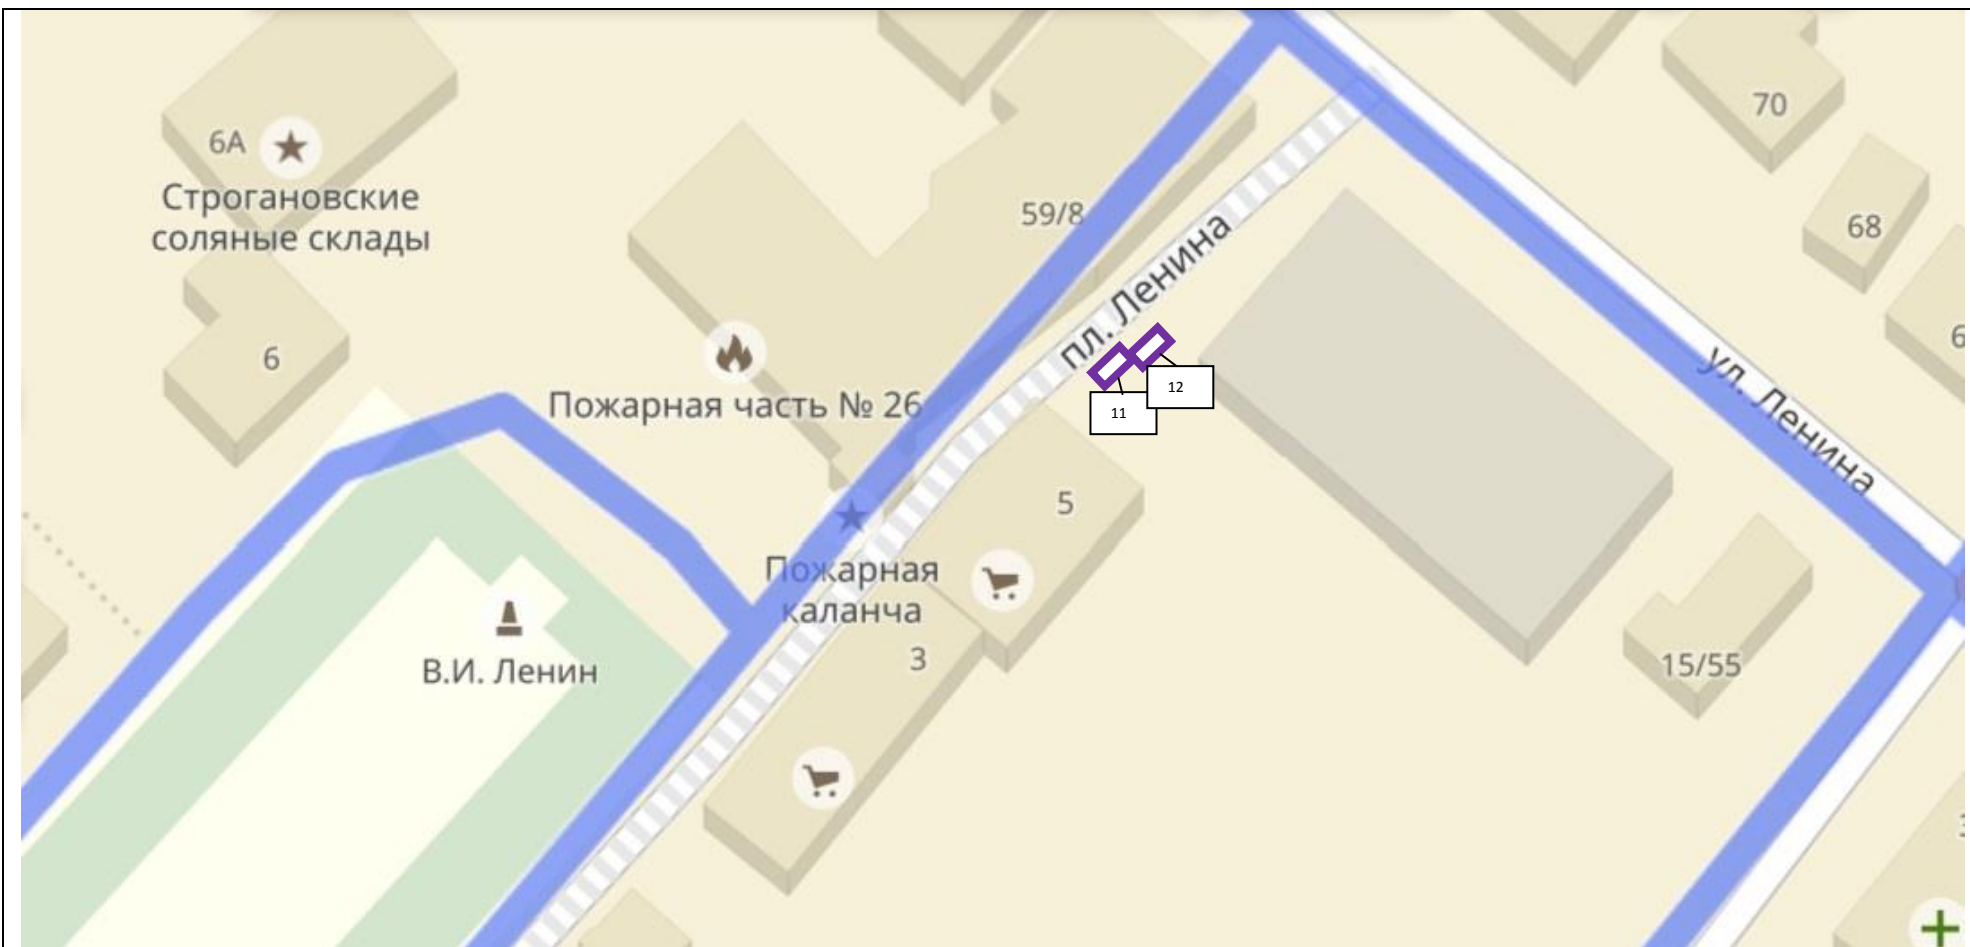 70
6А
Строгановские
соляные склады
59/8
68
пл. Ленина
6
6
Пожарная часть № 26
12
11
ул. Ленина
5
Пожарная
каланча
3
В.И. Ленин
15/55